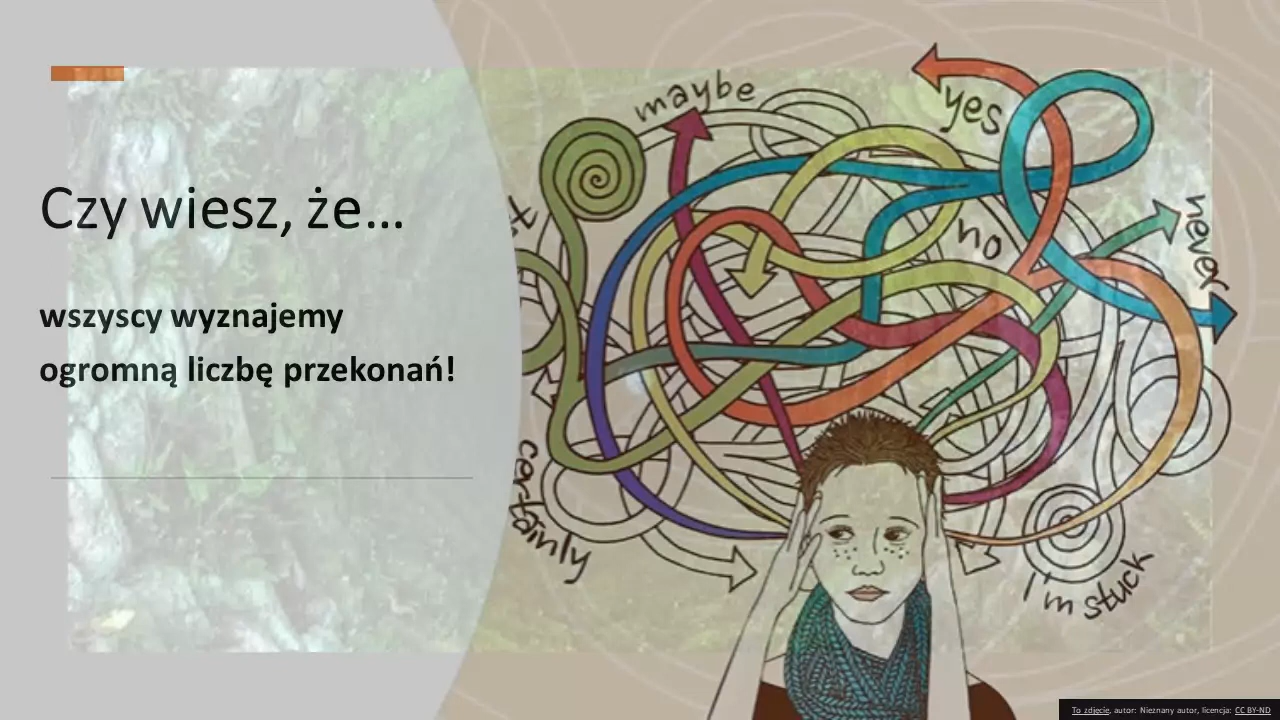 Czy wiesz, że...
wszyscy wyznajemy
ogromną liczbę przekonań!
maybe
yes
never
no
certainly
i'm stuck
To zdjęcie, autor: Nieznany autor, licencja: CC BY-ND